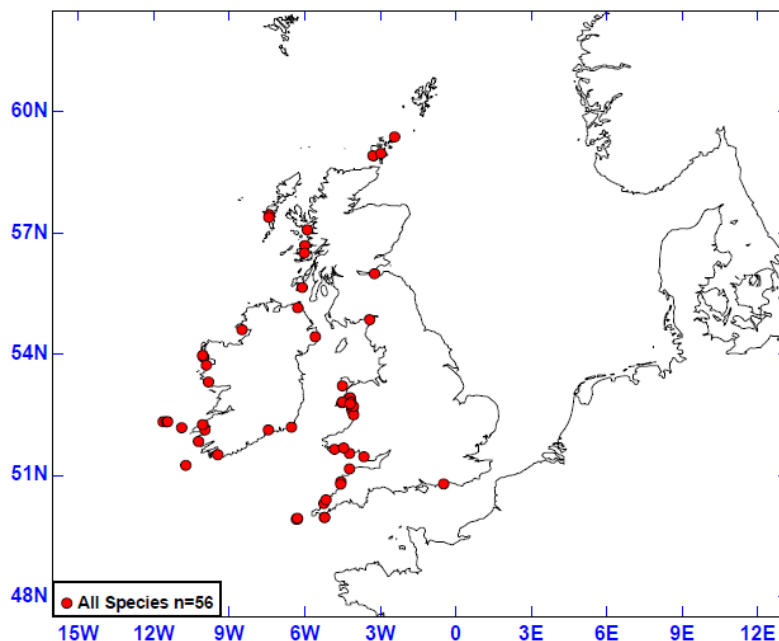 60N
57N
54N
51N
48N
All Species n=56
15W 12W 9W 6W 3W 0 3E 6E 9E 12E